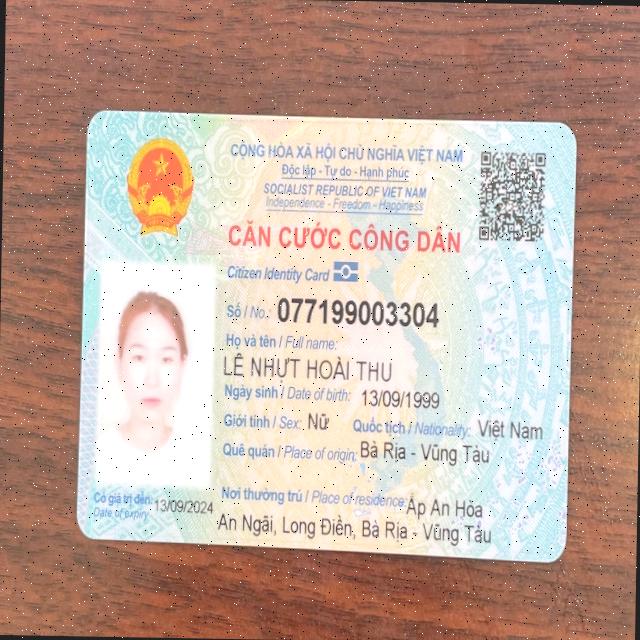 CỘNG HÒA XÃ HỘI CHỦ NGHĨA VIỆT NAM
Độc lập - Tự do - Hạnh phúc
SOCIALIST REPUBLIC OF VIET NAM
Independence - Freedom - Happiness
CĂN CƯỚC CÔNG DÂN
Citizen Identity Card
Số / No.: 077199003304
Họ và tên / Full name:
LÊ NHỰT HOÀI THU
Ngày sinh / Date of birth: 13/09/1999
Giới tính / Sex: Nữ Quốc tịch / Nationality: Việt Nam
Quê quán / Place of origin: Bà Rịa - Vũng Tàu
Nơi thường trú / Place of residence: Ấp An Hòa
An Ngãi, Long Điền, Bà Rịa - Vũng Tàu
Có giá trị đến: 13/09/2024
Date of expiry